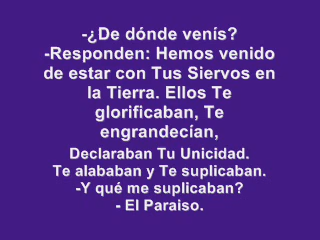 -¿De dónde venís?
-Responden: Hemos venido
de estar con Tus Siervos en
la Tierra. Ellos Te
glorificaban, Te
engrandecían,
Declaraban Tu Unicidad.
Te alababan y Te suplicaban.
-Y qué me suplicaban?
- El Paraiso.